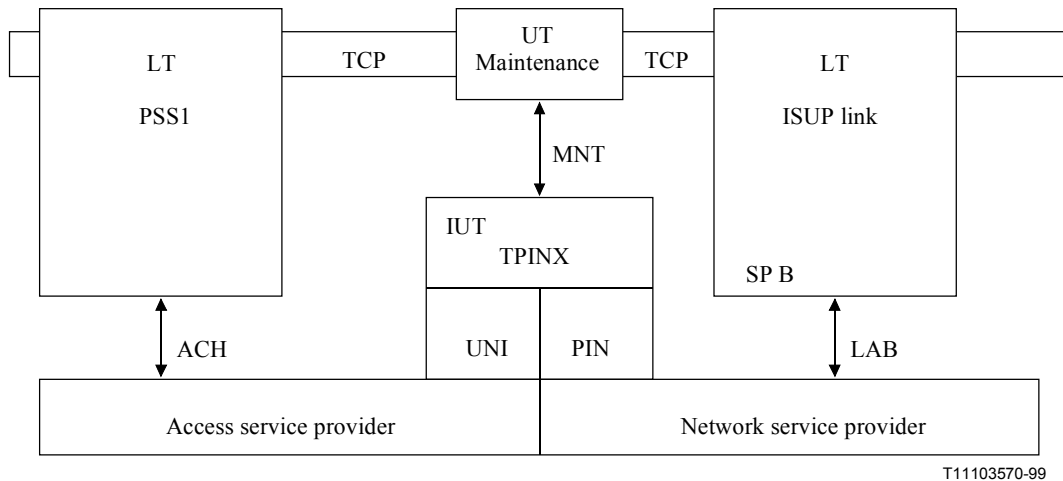 LT
PSS1
TCP
UT
Maintenance
TCP
LT
ISUP link
MNT
IUT
TPINX
SP B
ACH
UNI
PIN
LAB
Access service provider
Network service provider
T11103570-99